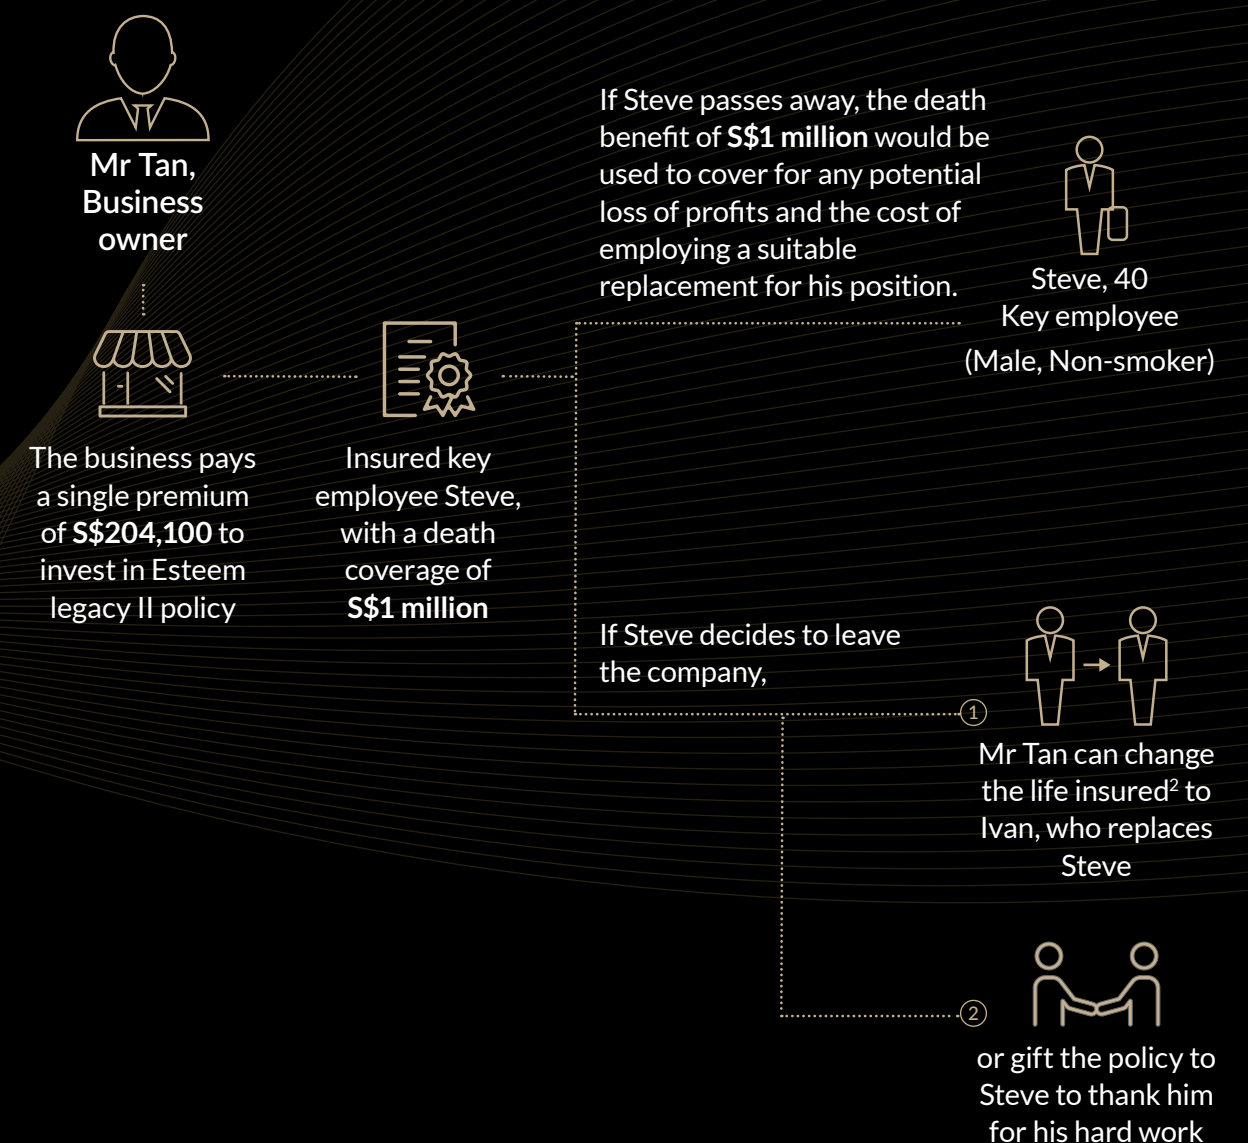 Mr Tan,
Business
owner
The business pays
a single premium
of S$204,100 to
invest in Esteem
legacy II policy
Insured key
employee Steve,
with a death
coverage of
S$1 million
If Steve passes away, the death
benefit of S$1 million would be
used to cover for any potential
loss of profits and the cost of
employing a suitable
replacement for his position.
Steve, 40
Key employee
(Male, Non-smoker)
If Steve decides to leave
the company,
1
Mr Tan can change
the life insured² to
Ivan, who replaces
Steve
2
or gift the policy to
Steve to thank him
for his hard work